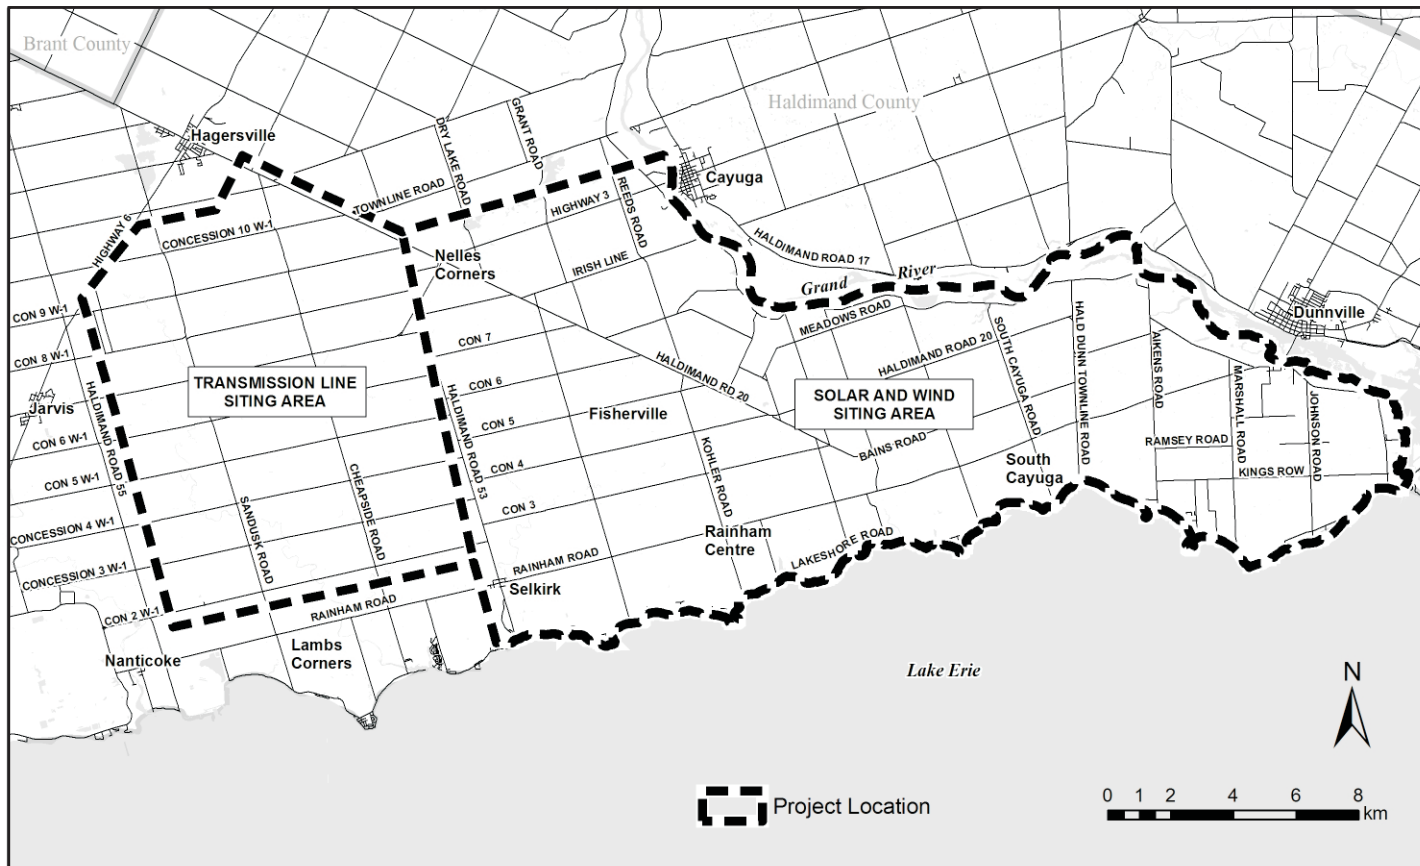 Brant County
Haldimand County
Hagersville
GRANT ROAD
DRY LAKE ROAD
Cayuga
TOWNLINE ROAD
REEDS ROAD
HIGHWAY 3
HIGHWAY 6
CONCESSION 10 W-1
Nelles
Corners
IRISH LINE
HALDIMAND ROAD 17
Grand
River
CON 9 W-1
MEADOWS ROAD
Dunnville
CON 8 W-1
CON 7
HALDIMAND ROAD 20
SOUTH CAYUGA ROAD
HALD DUNN TOWNLINE ROAD
AIKENS ROAD
HALDIMAND RD 20
TRANSMISSION LINE
SITING AREA
SOLAR AND WIND
SITING AREA
MARSHALL ROAD
JOHNSON ROAD
Jarvis
HALDIMAND ROAD 55
CON 6
HALDIMAND ROAD 53
Fisherville
CON 6 W-1
CON 5
BAINS ROAD
RAMSEY ROAD
KOHLER ROAD
CON 5 W-1
CON 4
South
Cayuga
KINGS ROW
CHEAPSIDE ROAD
SANDUSK ROAD
CONCESSION 4 W-1
CON 3
Rainham
Centre
LAKESHORE ROAD
CONCESSION 3 W-1
RAINHAM ROAD
Selkirk
CON 2 W-1
RAINHAM ROAD
Nanticoke
Lambs
Corners
Lake Erie
N
Project Location
0 1 2 4 6 8
km